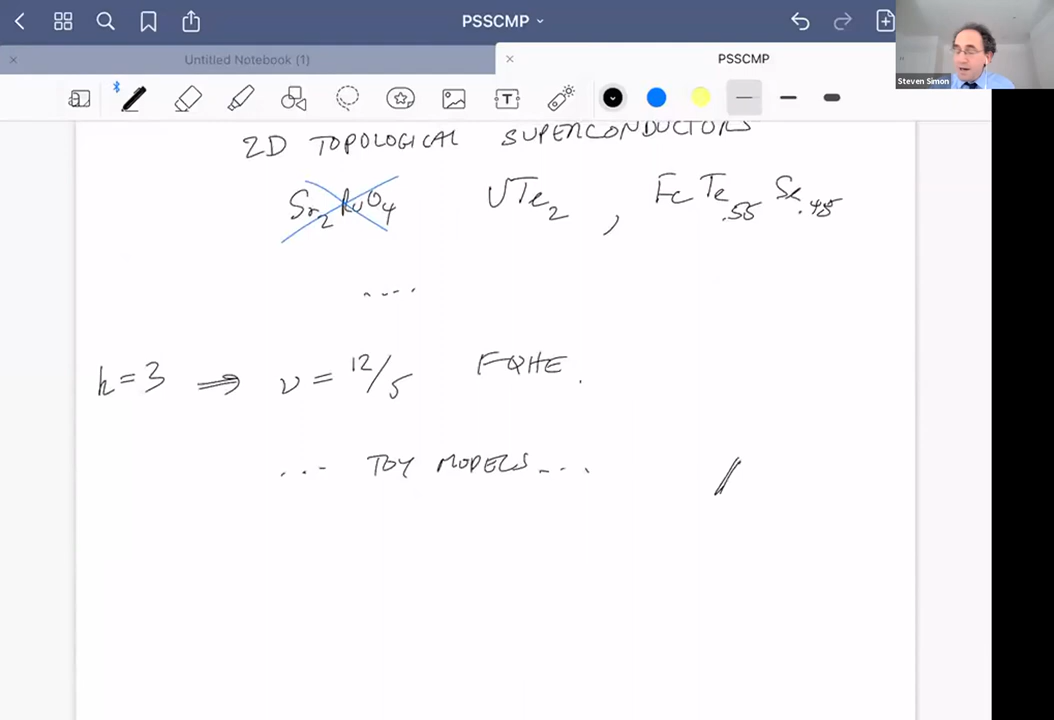 PSSCMP
Untitled Notebook (1)
PSSCMP
Steven Simon
2D TOPOLOGICAL SUPERCONDUCTORS
Sr₂RuO₄ UTe₂ , FeTe.₅₅ Se.₄₅
....
k=3 ⇒ ν = 12/5 FQHE.
... TOY MODELS ...